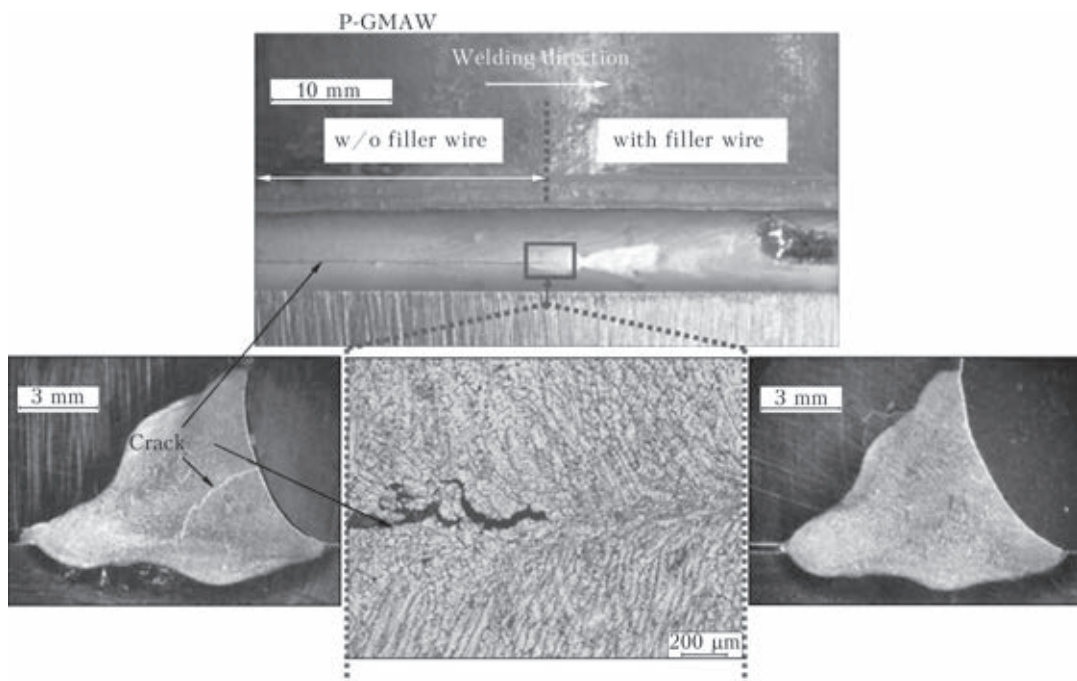 P-GMAW
Welding direction
10 mm
w/o filler wire
with filler wire
3 mm
Crack
200 μm
3 mm